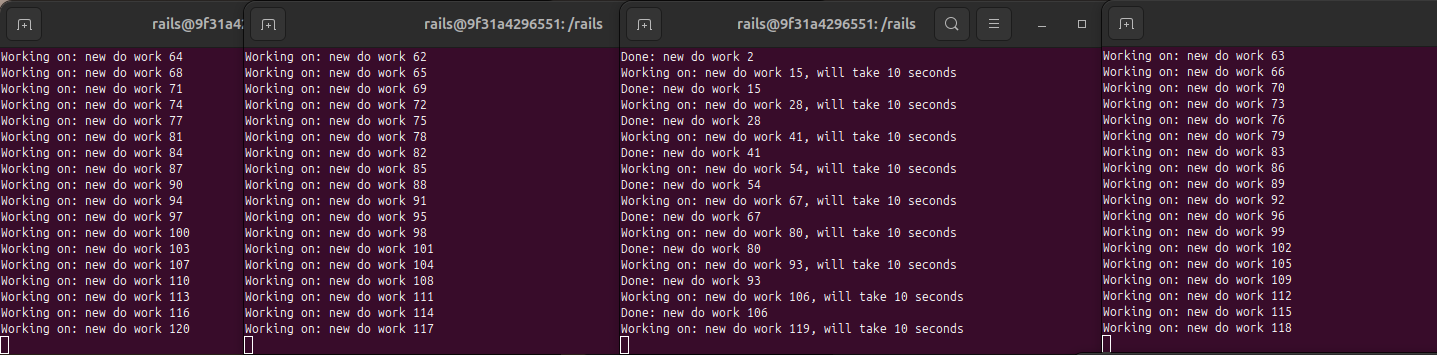 rails@9f31a4296551: /r
Working on: new do work 64
Working on: new do work 68
Working on: new do work 71
Working on: new do work 74
Working on: new do work 77
Working on: new do work 81
Working on: new do work 84
Working on: new do work 87
Working on: new do work 90
Working on: new do work 94
Working on: new do work 97
Working on: new do work 100
Working on: new do work 103
Working on: new do work 107
Working on: new do work 110
Working on: new do work 113
Working on: new do work 116
Working on: new do work 120
rails@9f31a4296551: /rails
Working on: new do work 62
Working on: new do work 65
Working on: new do work 69
Working on: new do work 72
Working on: new do work 75
Working on: new do work 78
Working on: new do work 82
Working on: new do work 85
Working on: new do work 88
Working on: new do work 91
Working on: new do work 95
Working on: new do work 98
Working on: new do work 101
Working on: new do work 104
Working on: new do work 108
Working on: new do work 111
Working on: new do work 114
Working on: new do work 117
rails@9f31a4296551: /rails
Done: new do work 2
Working on: new do work 15, will take 10 seconds
Done: new do work 15
Working on: new do work 28, will take 10 seconds
Done: new do work 28
Working on: new do work 41, will take 10 seconds
Done: new do work 41
Working on: new do work 54, will take 10 seconds
Done: new do work 54
Working on: new do work 67, will take 10 seconds
Done: new do work 67
Working on: new do work 80, will take 10 seconds
Done: new do work 80
Working on: new do work 93, will take 10 seconds
Done: new do work 93
Working on: new do work 106, will take 10 seconds
Done: new do work 106
Working on: new do work 119, will take 10 seconds
Working on: new do work 63
Working on: new do work 66
Working on: new do work 70
Working on: new do work 73
Working on: new do work 76
Working on: new do work 79
Working on: new do work 83
Working on: new do work 86
Working on: new do work 89
Working on: new do work 92
Working on: new do work 96
Working on: new do work 99
Working on: new do work 102
Working on: new do work 105
Working on: new do work 109
Working on: new do work 112
Working on: new do work 115
Working on: new do work 118